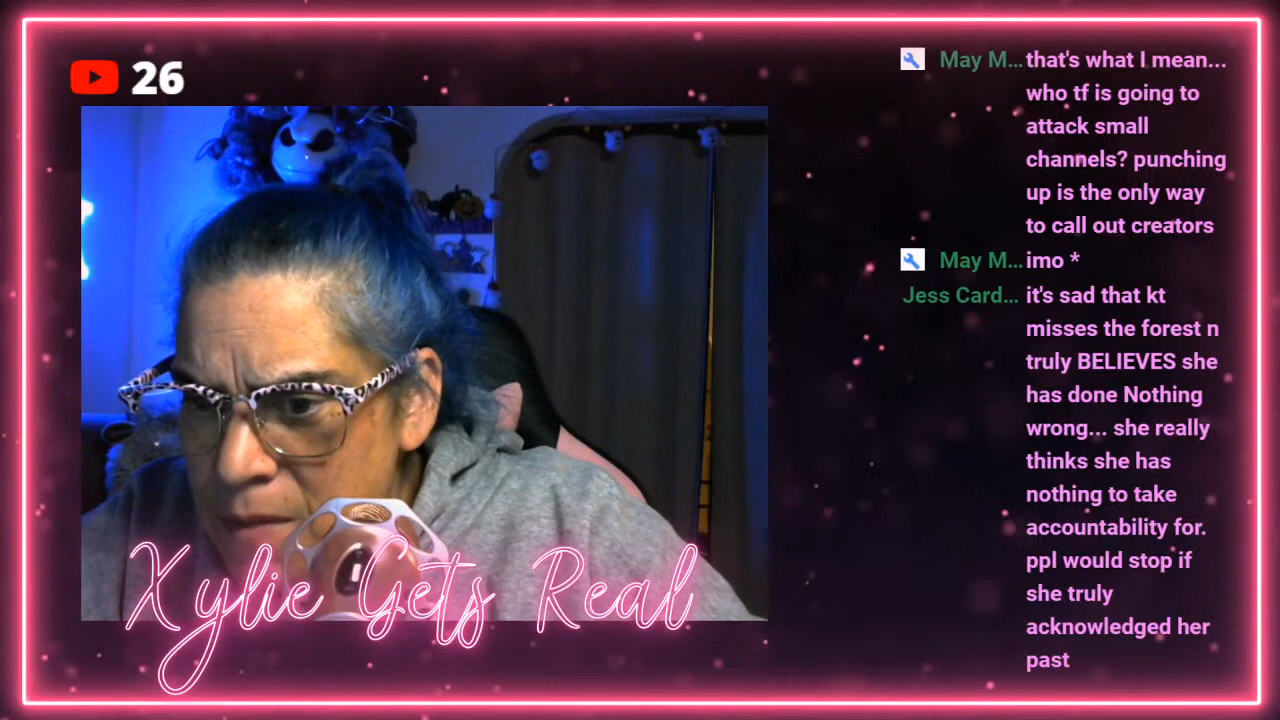 26
May M... that's what I mean...
who tf is going to
attack small
channels? punching
up is the only way
to call out creators
May M... imo *
Jess Card... it's sad that kt
misses the forest n
truly BELIEVES she
has done Nothing
wrong... she really
thinks she has
nothing to take
accountability for.
ppl would stop if
she truly
acknowledged her
past
Xylie Gets Real